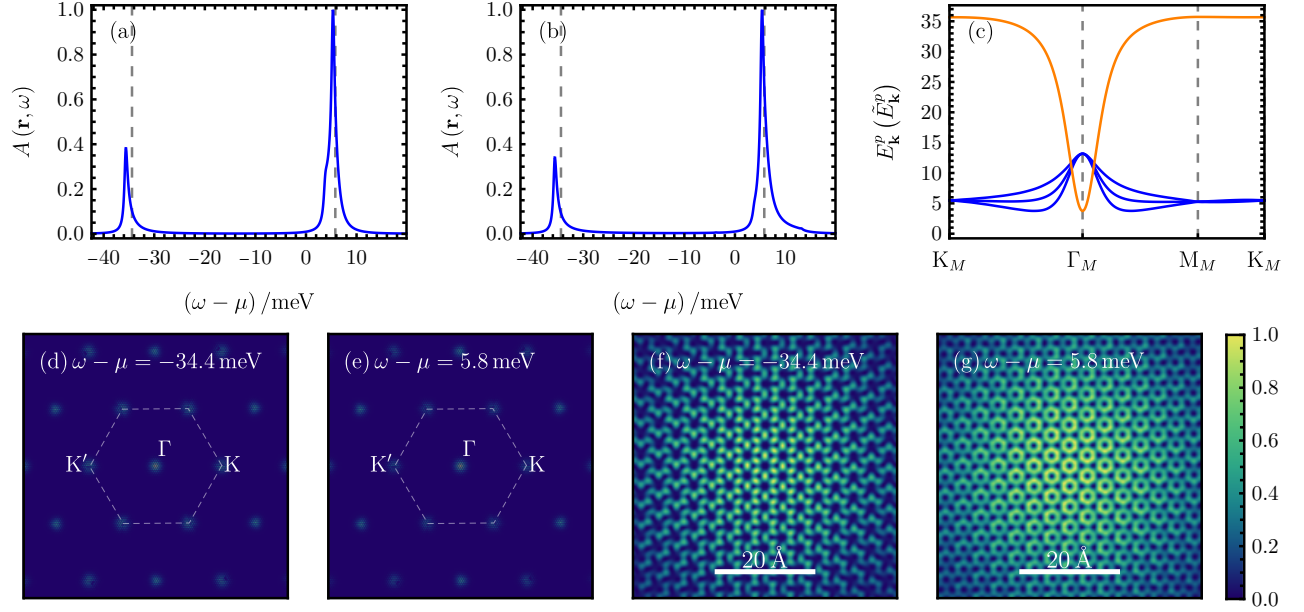 (a)
1.0
0.8
0.6
0.4
0.2
0.0
A (r, ω)
−40 −30 −20 −10 0 10
(ω − μ) /meV
(b)
1.0
0.8
0.6
0.4
0.2
0.0
A (r, ω)
−40 −30 −20 −10 0 10
(ω − μ) /meV
(c)
35
30
25
20
15
10
5
0
E_k^p (Ẽ_k^p)
K_M Γ_M M_M K_M
(d) ω − μ = −34.4 meV
Γ
K′ K
(e) ω − μ = 5.8 meV
Γ
K′ K
(f) ω − μ = −34.4 meV
20 Å
(g) ω − μ = 5.8 meV
20 Å
1.0
0.8
0.6
0.4
0.2
0.0